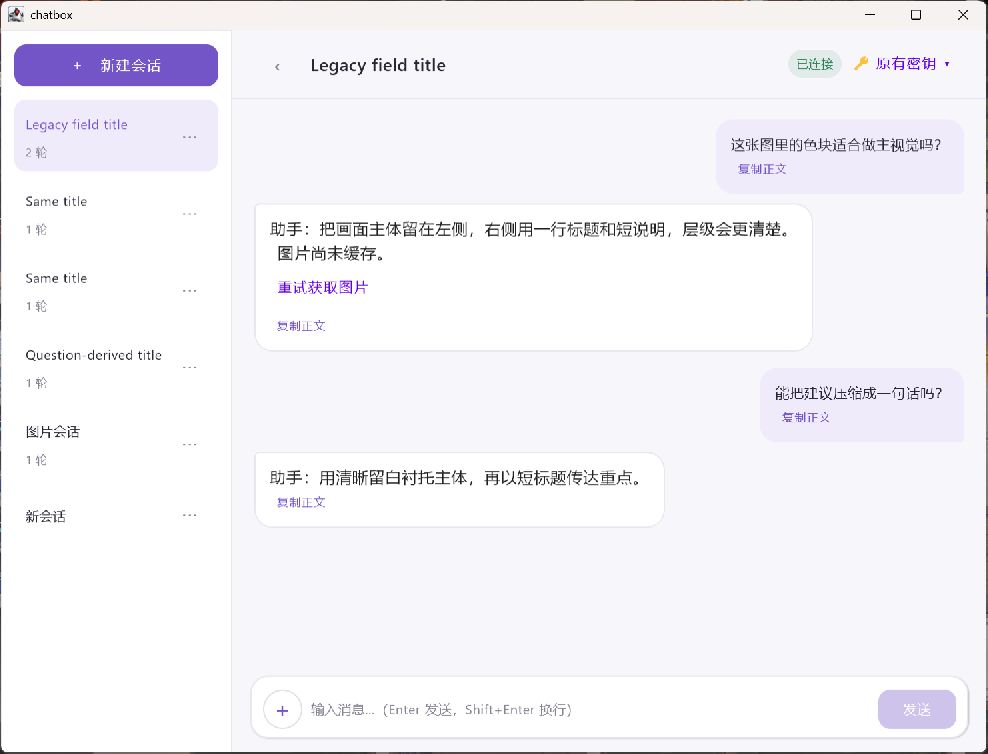 chatbox
+ 新建会话
Legacy field title
2 轮
...
Same title
1 轮
...
Same title
1 轮
...
Question-derived title
1 轮
...
图片会话
1 轮
...
新会话
...
‹ Legacy field title
已连接
原有密钥
这张图里的色块适合做主视觉吗？
复制正文
助手：把画面主体留在左侧，右侧用一行标题和短说明，层级会更清楚。
图片尚未缓存。
重试获取图片
复制正文
能把建议压缩成一句话吗？
复制正文
助手：用清晰留白衬托主体，再以短标题传达重点。
复制正文
+
输入消息...（Enter 发送，Shift+Enter 换行）
发送